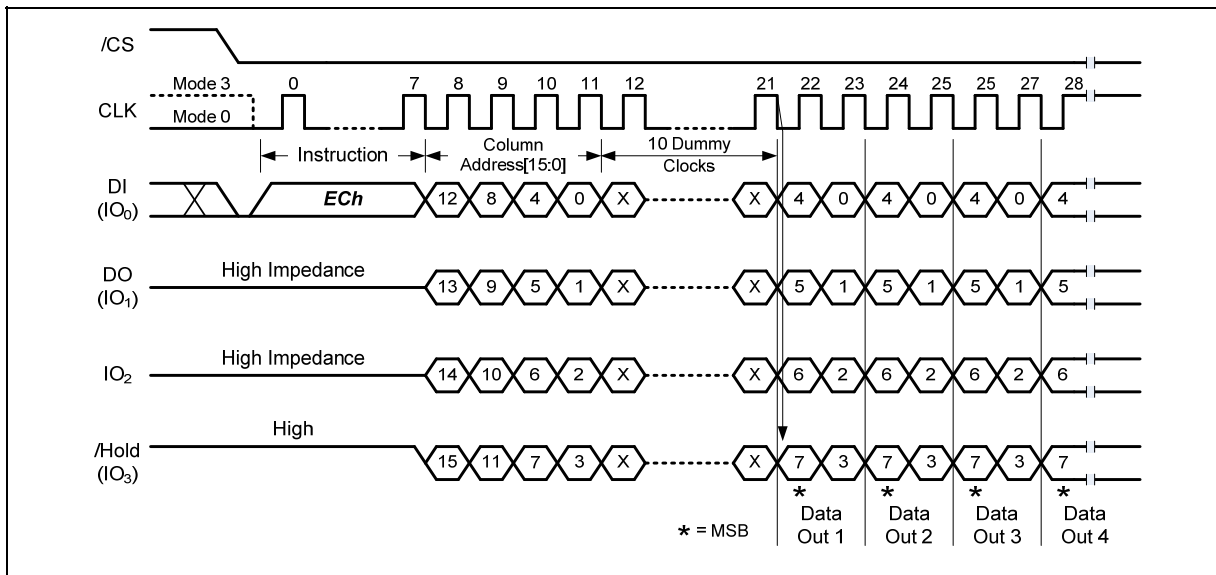 /CS
Mode 3 0 7 8 9 10 11 12 21 22 23 24 25 25 27 28
CLK
Mode 0
Instruction Column Address[15:0] 10 Dummy Clocks
DI (IO0) ECh 12 8 4 0 X X 4 0 4 0 4 0 4
DO (IO1) High Impedance 13 9 5 1 X X 5 1 5 1 5 1 5
IO2 High Impedance 14 10 6 2 X X 6 2 6 2 6 2 6
/Hold (IO3) High 15 11 7 3 X X 7 3 7 3 7 3 7
* * * *
* = MSB Data Out 1 Data Out 2 Data Out 3 Data Out 4